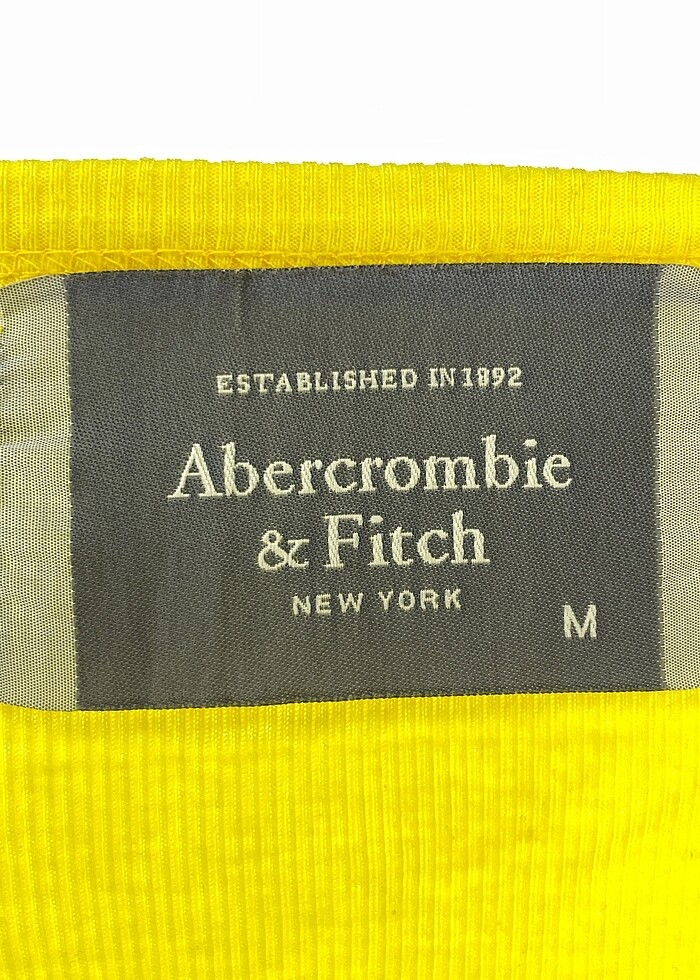 ESTABLISHED IN 1892
Abercrombie
& Fitch
NEW YORK
M